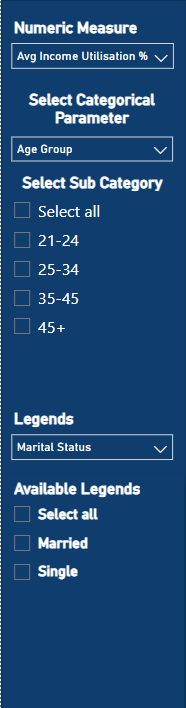 Numeric Measure
Avg Income Utilisation %
Select Categorical
Parameter
Age Group
Select Sub Category
Select all
21-24
25-34
35-45
45+
Legends
Marital Status
Available Legends
Select all
Married
Single